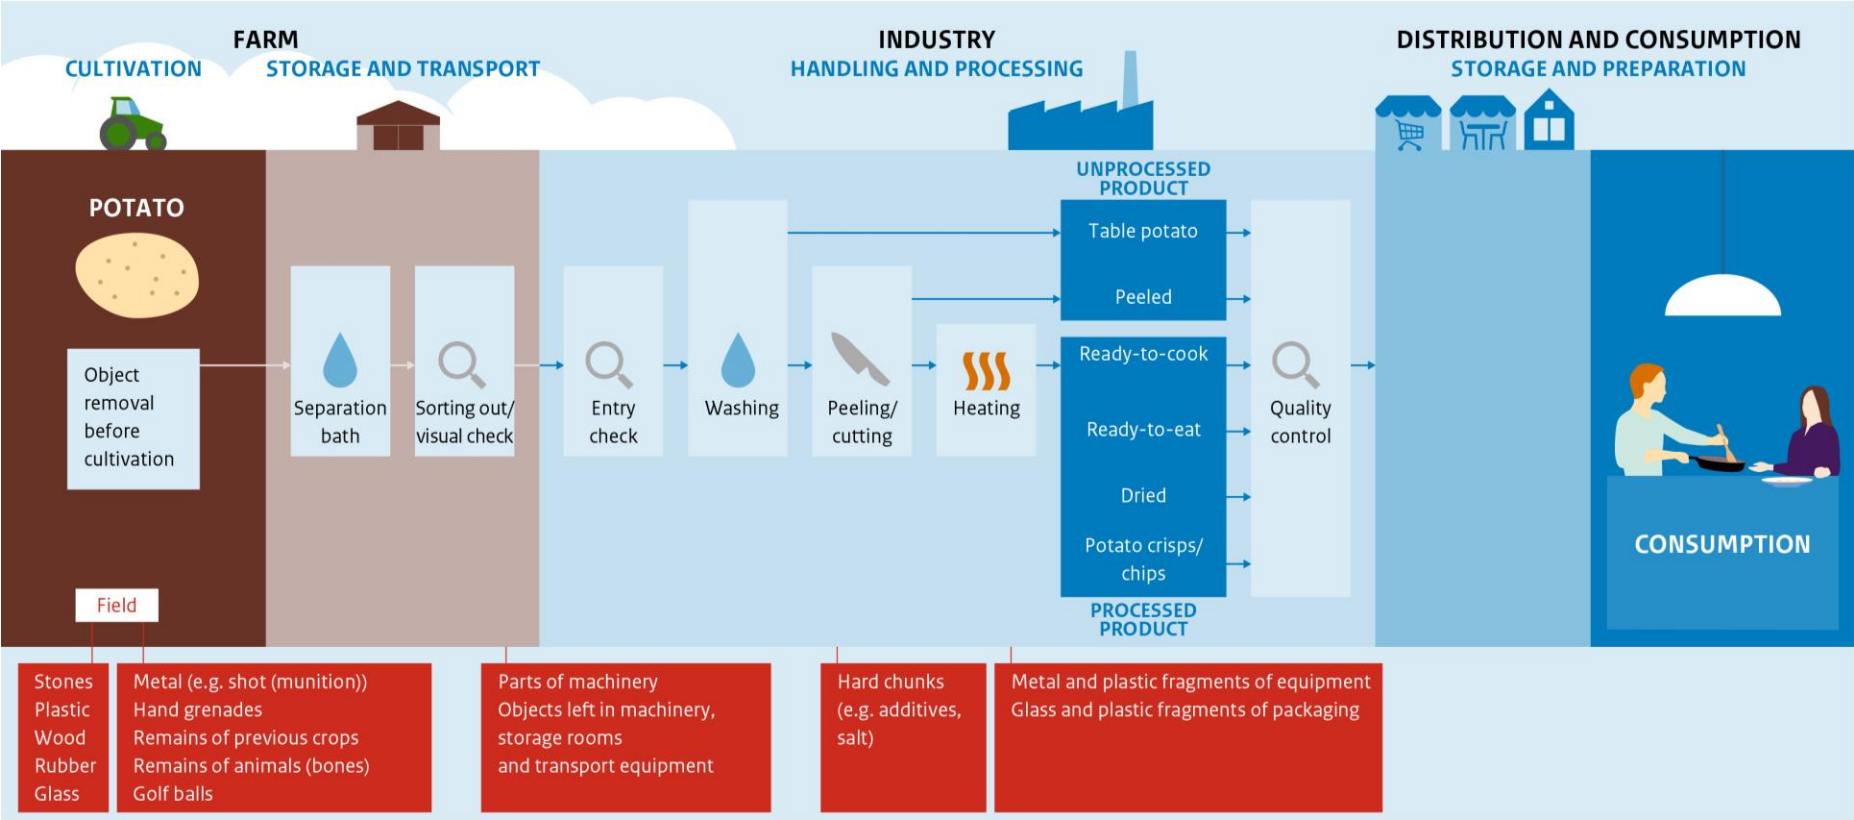 FARM
CULTIVATION
STORAGE AND TRANSPORT
INDUSTRY
HANDLING AND PROCESSING
DISTRIBUTION AND CONSUMPTION
STORAGE AND PREPARATION
POTATO
Object
removal
before
cultivation
Separation
bath
Sorting out/
visual check
Entry
check
Washing
Peeling/
cutting
Heating
UNPROCESSED
PRODUCT
Table potato
Peeled
Ready-to-cook
Ready-to-eat
Dried
Potato crisps/
chips
PROCESSED
PRODUCT
Quality
control
CONSUMPTION
Field
Stones
Plastic
Wood
Rubber
Glass
Metal (e.g. shot (munition))
Hand grenades
Remains of previous crops
Remains of animals (bones)
Golf balls
Parts of machinery
Objects left in machinery,
storage rooms
and transport equipment
Hard chunks
(e.g. additives,
salt)
Metal and plastic fragments of equipment
Glass and plastic fragments of packaging